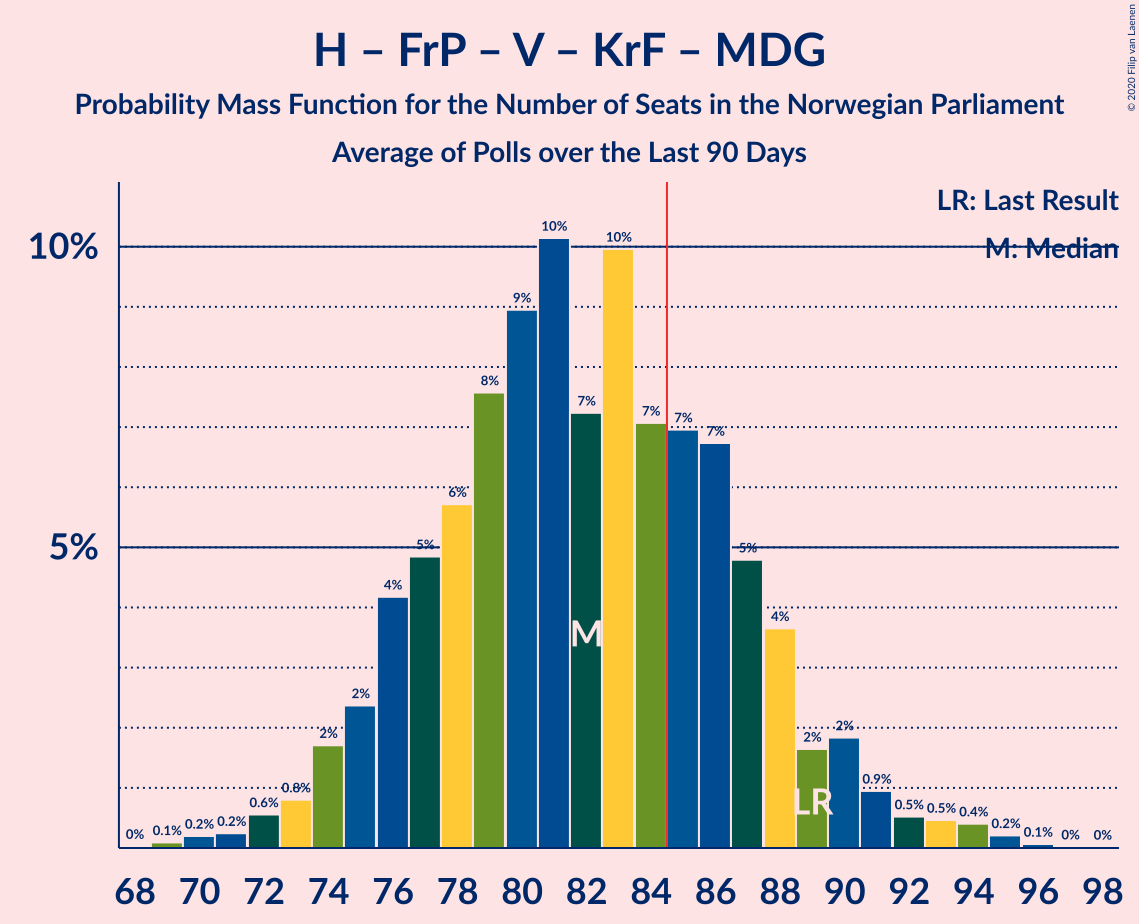 H – FrP – V – KrF – MDG
Probability Mass Function for the Number of Seats in the Norwegian Parliament
Average of Polls over the Last 90 Days
© 2020 Filip van Laenen
LR: Last Result
M: Median
10%
5%
0% 0.1% 0.2% 0.2% 0.6% 0.8% 2% 2% 4% 5% 6% 8% 9% 10% 7% 10% 7% 7% 7% 5% 4% 2% 2% 0.9% 0.5% 0.5% 0.4% 0.2% 0.1% 0% 0%
M
LR
68 70 72 74 76 78 80 82 84 86 88 90 92 94 96 98